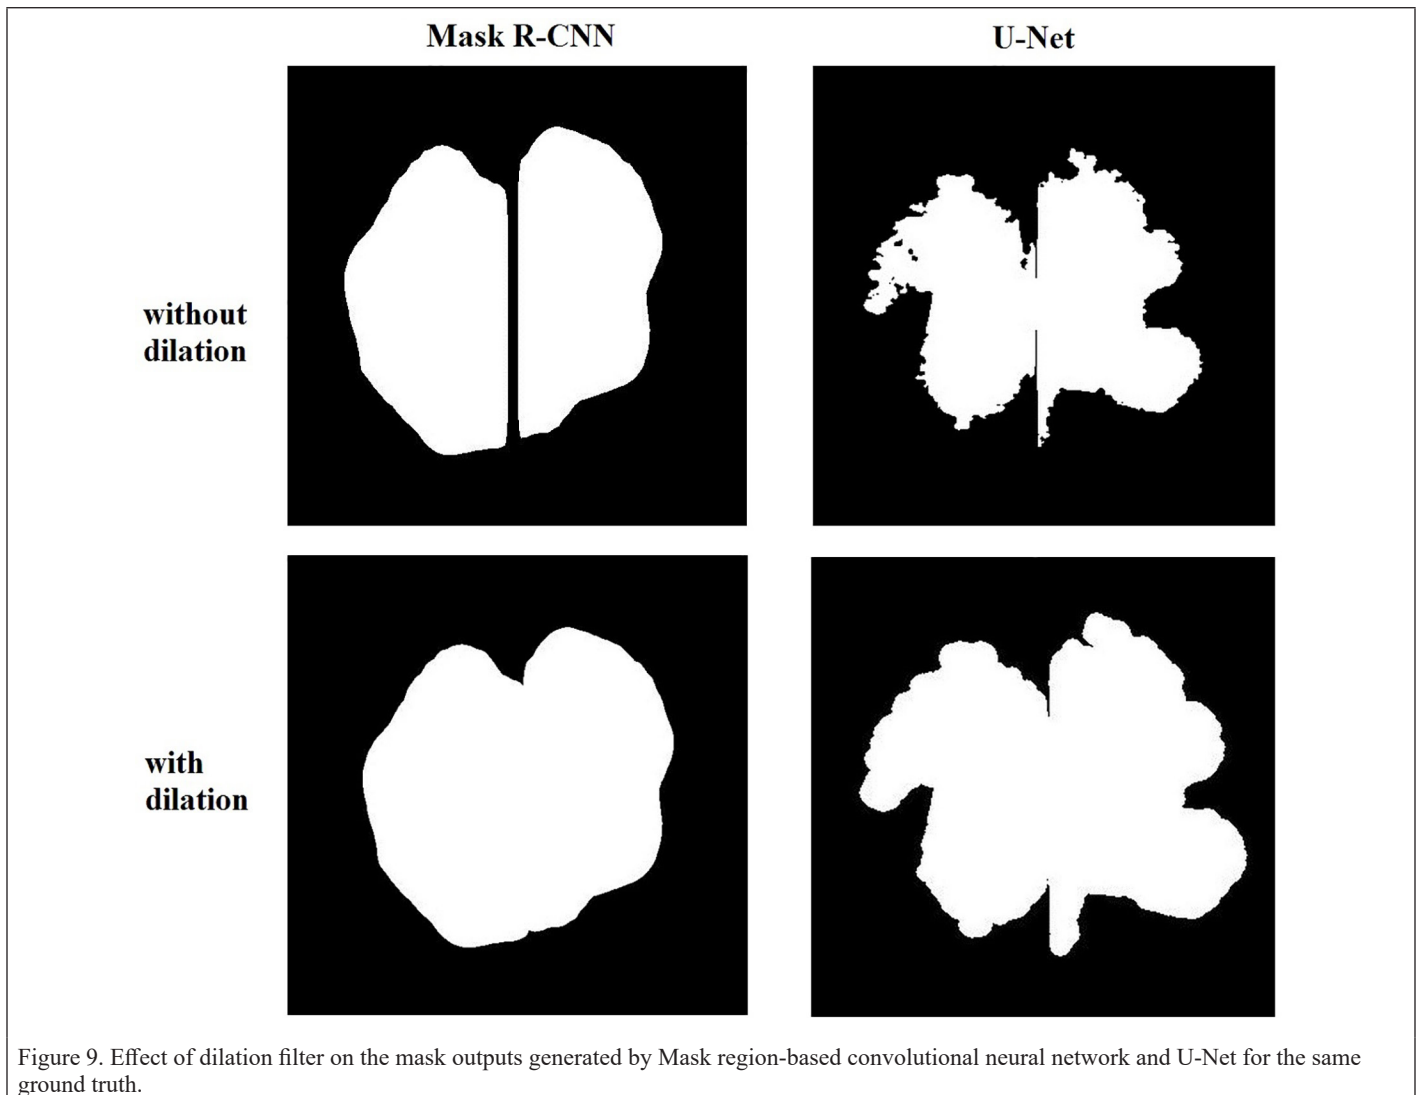 Mask R-CNN
U-Net
without
dilation
with
dilation
Figure 9. Effect of dilation filter on the mask outputs generated by Mask region-based convolutional neural network and U-Net for the same
ground truth.